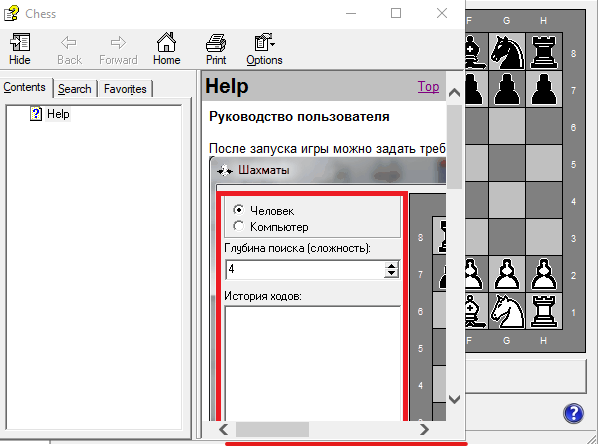 Chess
Hide
Back
Forward
Home
Print
Options
Contents
Search
Favorites
Help
Help
Top
Руководство пользователя
После запуска игры можно задать треб
Шахматы
Человек
Компьютер
Глубина поиска (сложность):
4
История ходов:
8
7
6
5
4
F
G
H
8
7
6
5
4
3
2
1
F
G
H
?